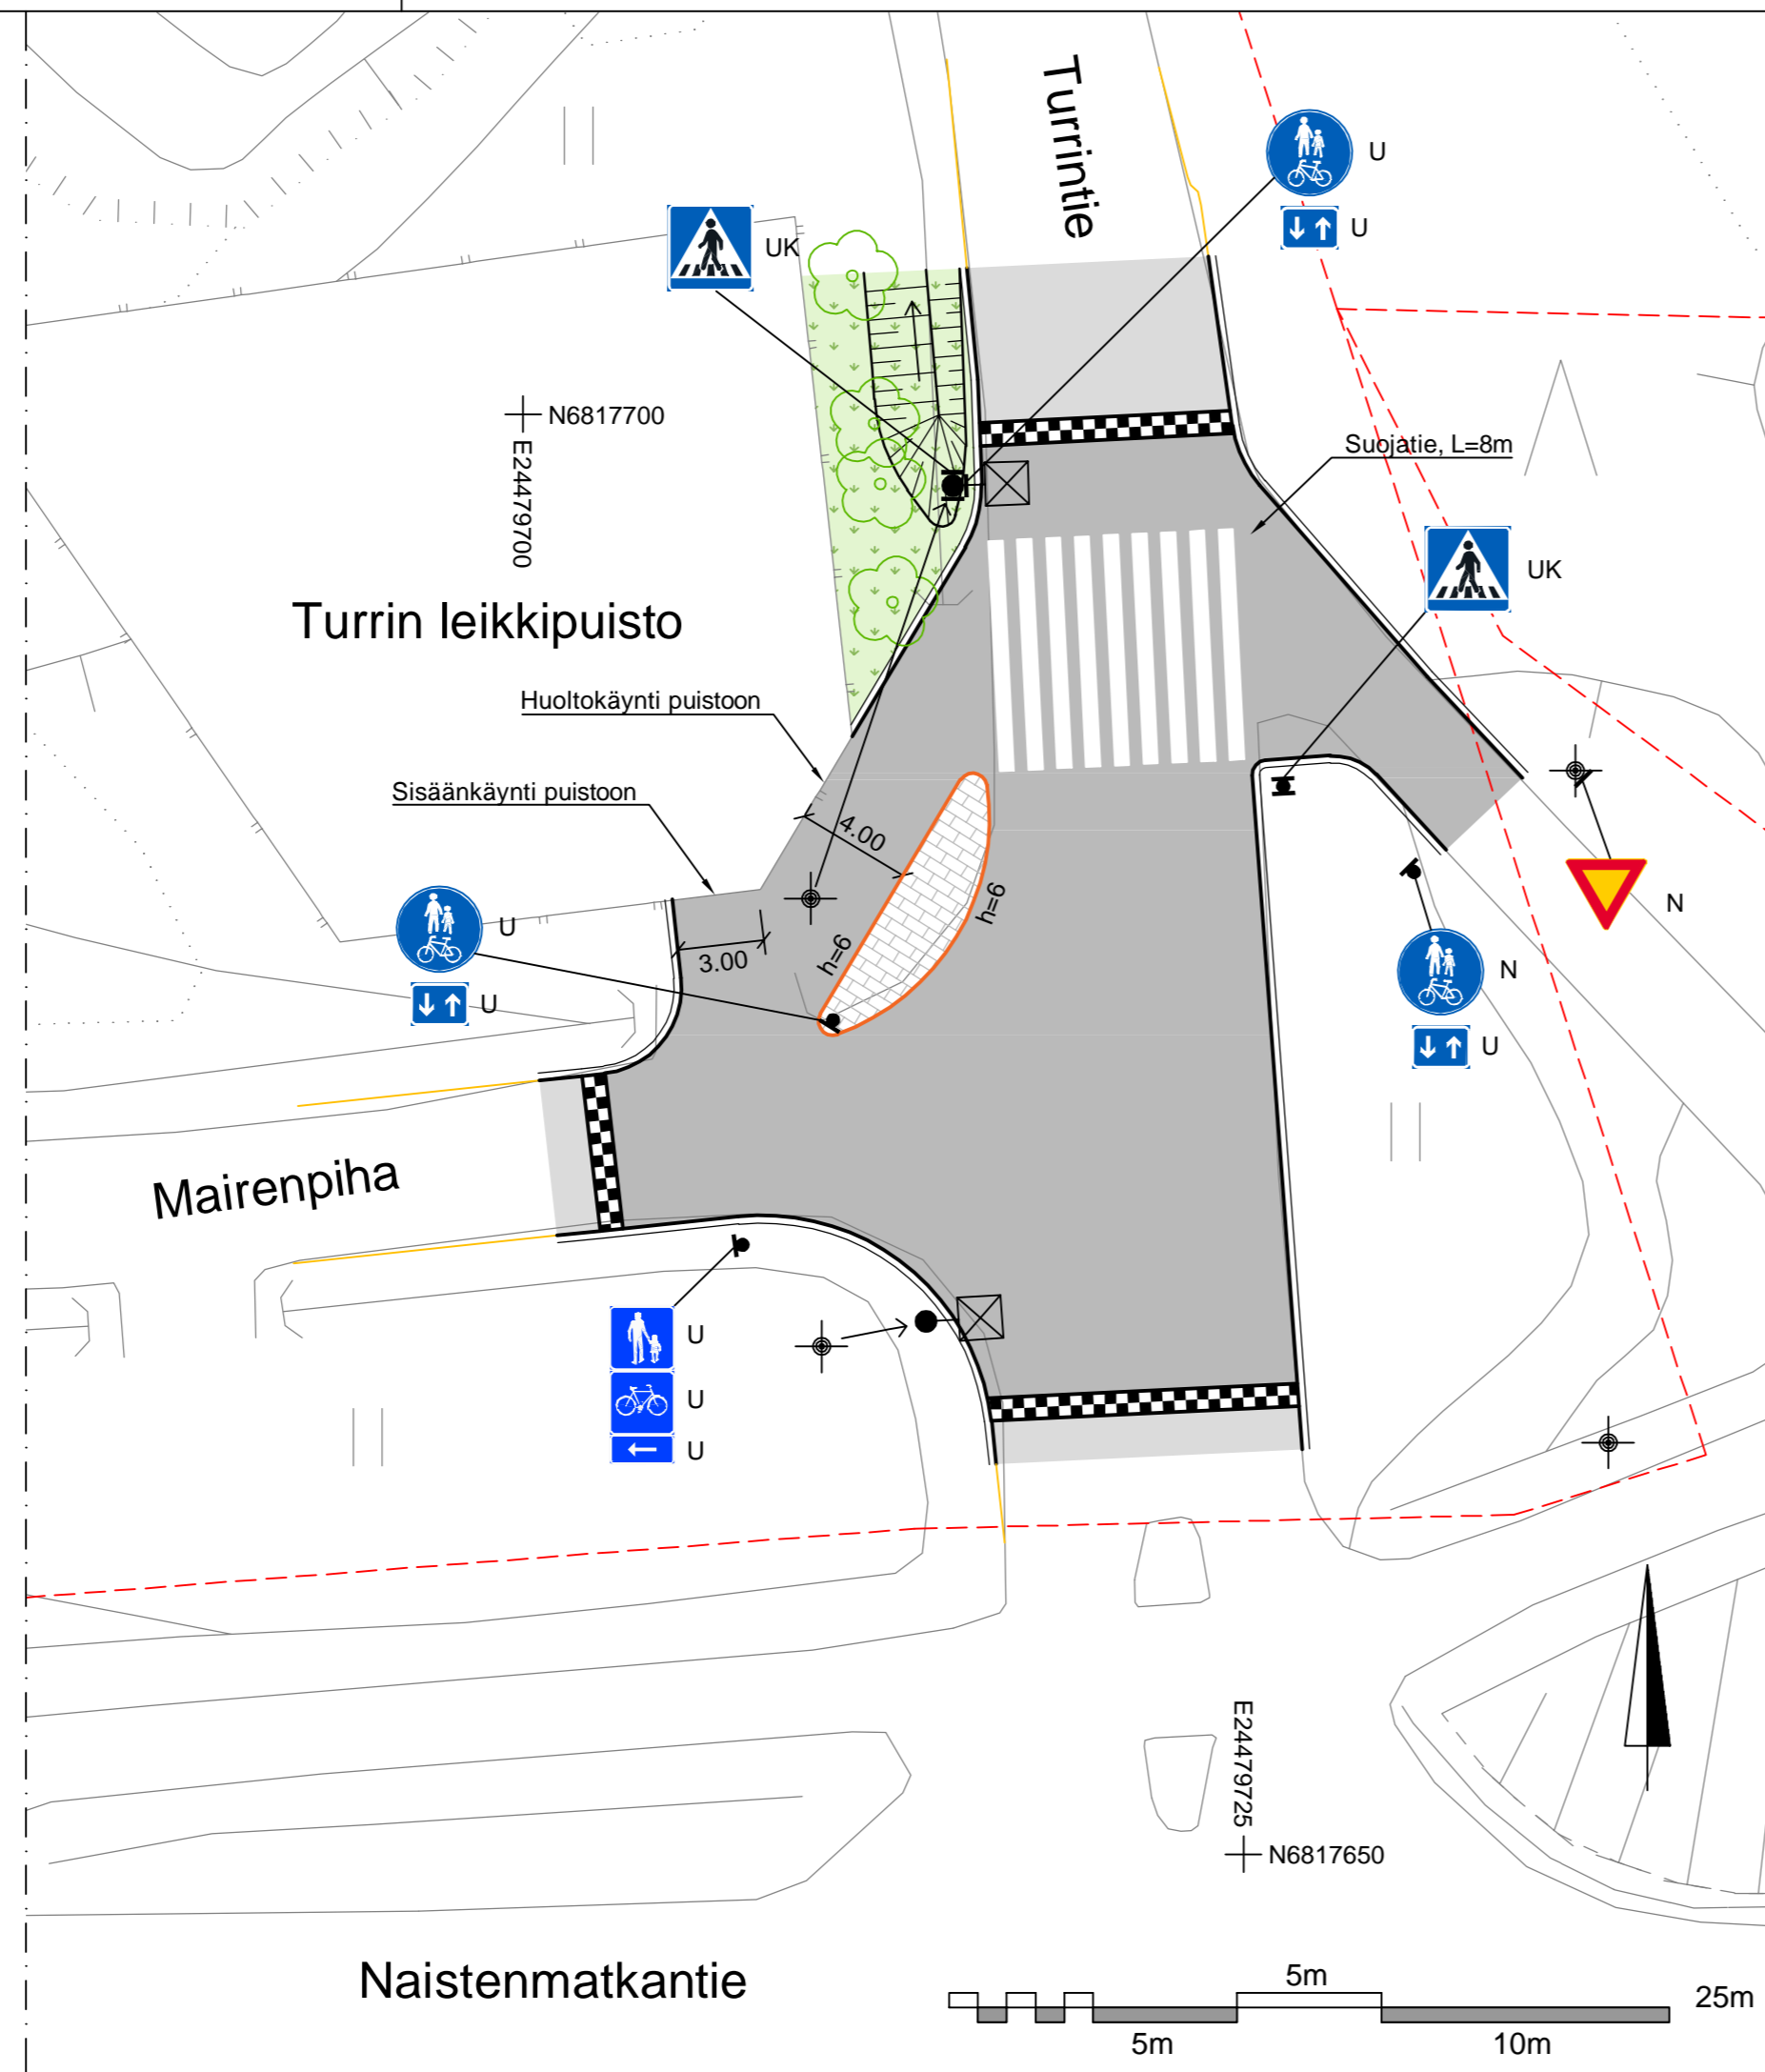 Turrintie
U
U
UK
N6817700
E24479700
Suojatie, L=8m
UK
Turrin leikkipuisto
Huoltokäynti puistoon
Sisäänkäynti puistoon
4.00
h=6
h=6
3.00
U
U
N
N
U
Mairenpiha
U
U
U
E24479725
N6817650
Naistenmatkantie
5m
25m
5m
10m